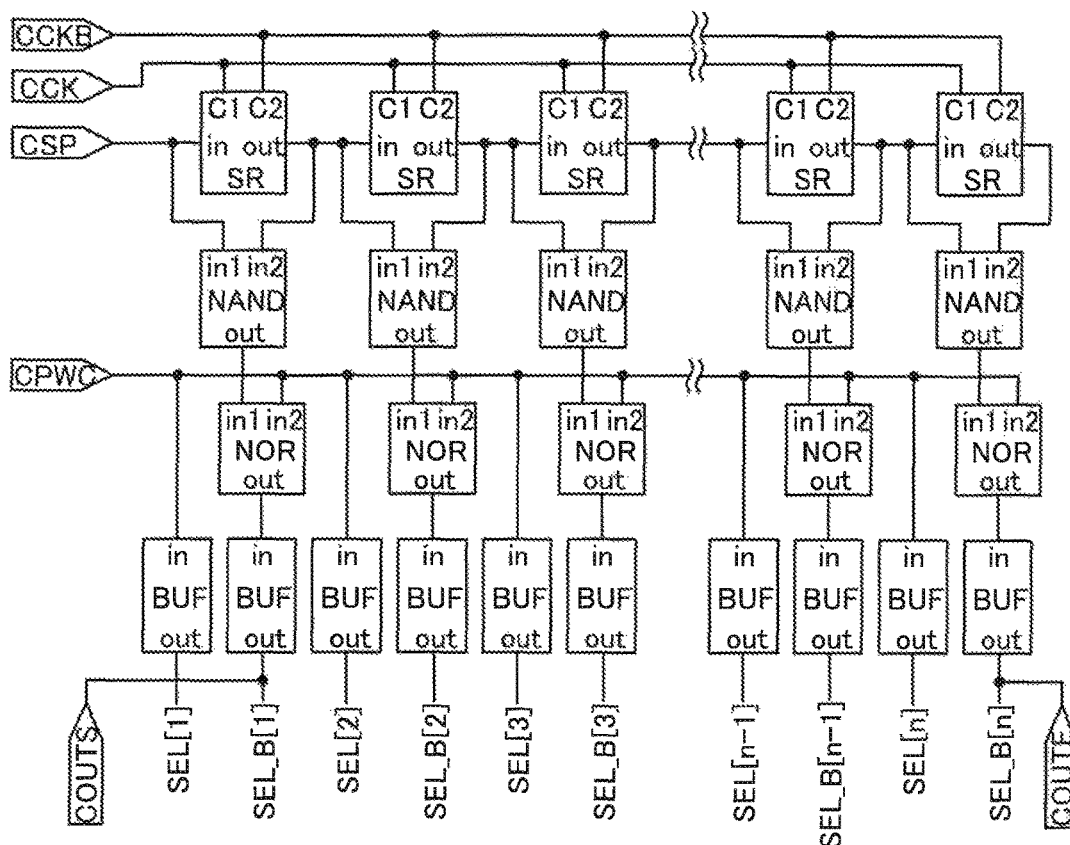 CCKB
CCK
CSP
C1 C2 C1 C2 C1 C2 C1 C2 C1 C2
in out in out in out in out in out
SR SR SR SR SR
in1 in2 in1 in2 in1 in2 in1 in2 in1 in2
NAND NAND NAND NAND NAND
out out out out out
CPWC
in1 in2 in1 in2 in1 in2 in1 in2 in1 in2
NOR NOR NOR NOR NOR
out out out out out
in in in in in in in in in in
BUF BUF BUF BUF BUF BUF BUF BUF BUF BUF
out out out out out out out out out out
COUTS
SEL[1]
SEL_B[1]
SEL[2]
SEL_B[2]
SEL[3]
SEL_B[3]
SEL[n-1]
SEL_B[n-1]
SEL[n]
SEL_B[n]
COUTE